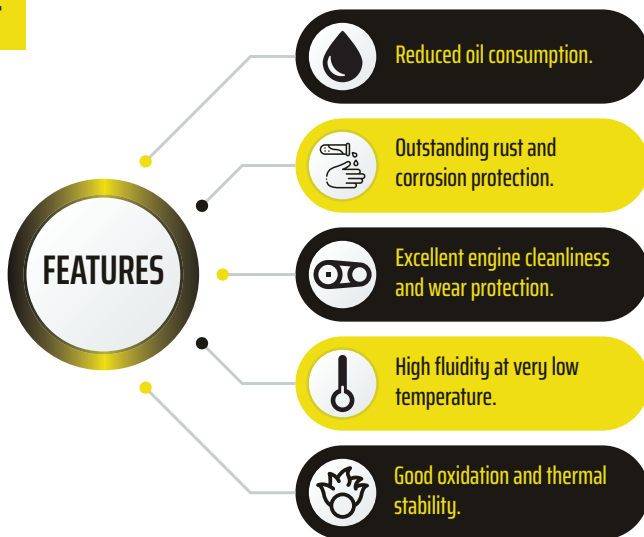 FEATURES
Reduced oil consumption.
Outstanding rust and
corrosion protection.
Excellent engine cleanliness
and wear protection.
High fluidity at very low
temperature.
Good oxidation and thermal
stability.